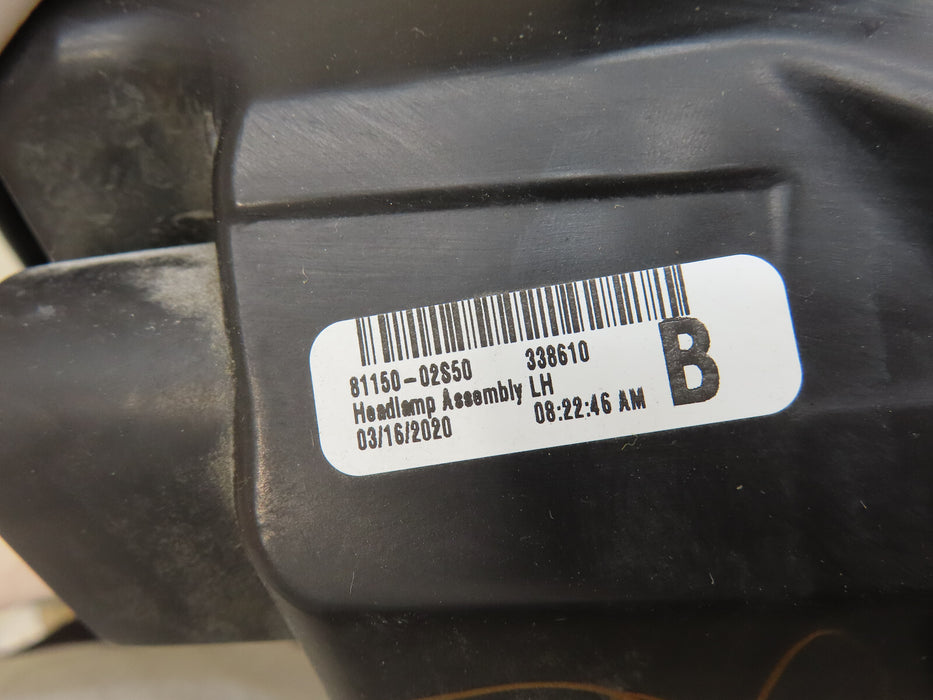 81150-02S50 338610
Headlamp Assembly LH
03/16/2020 08:22:46 AM
B